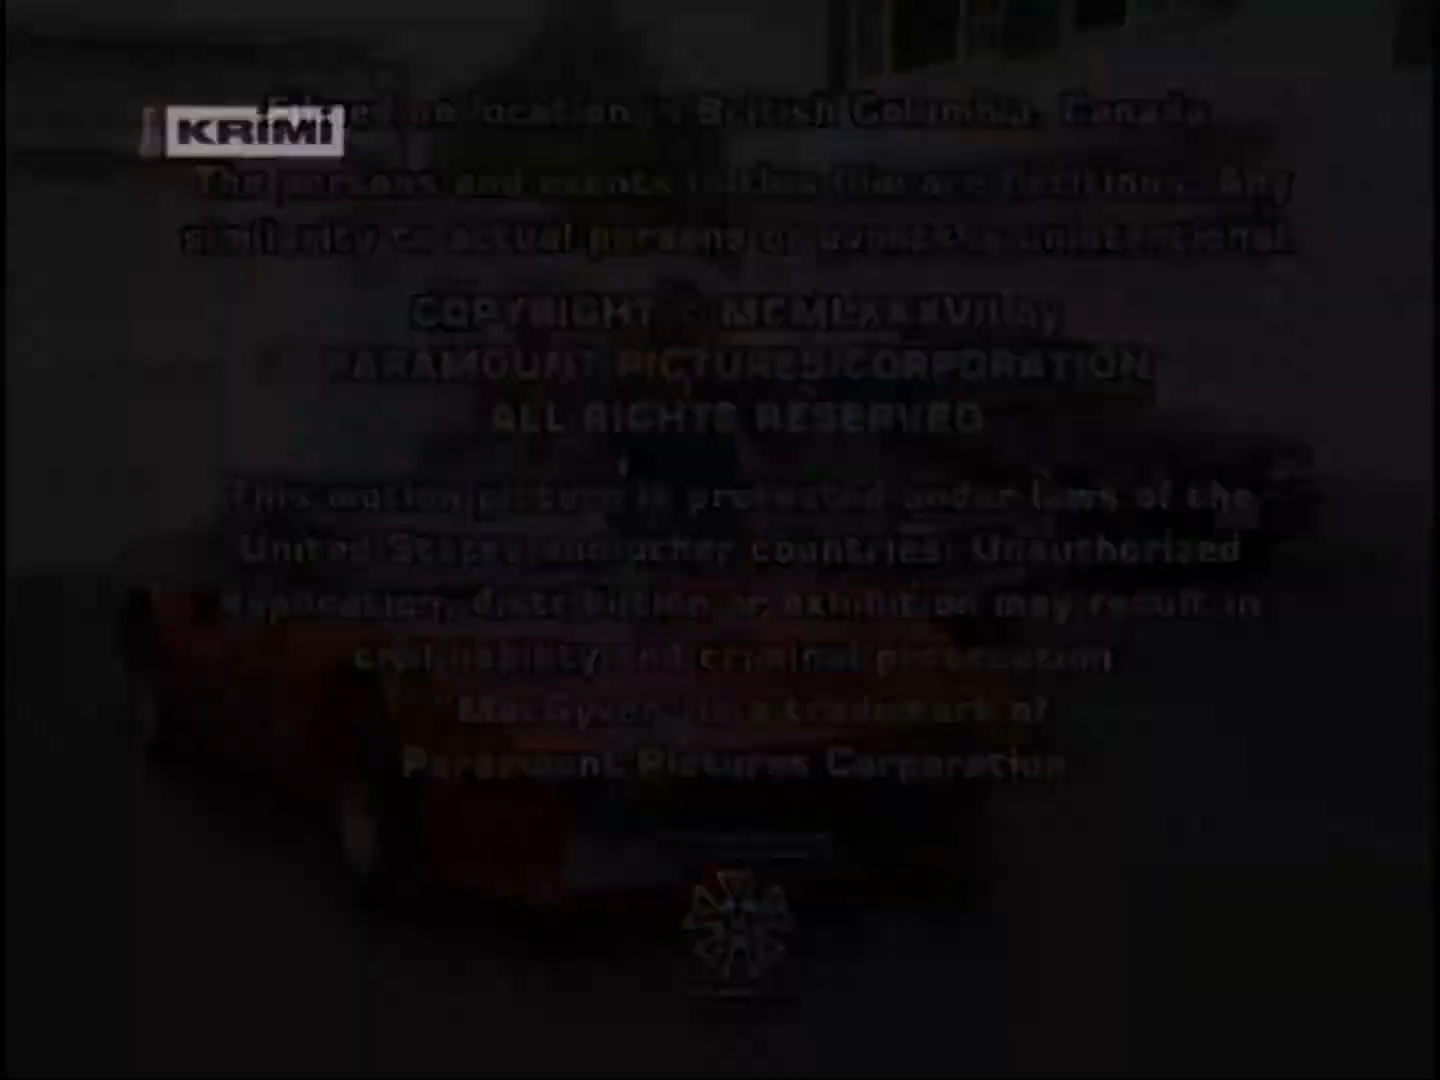 KRiMi
Filmed on location in British Columbia, Canada
The persons and events in this film are fictitious. Any
similarity to actual persons or events is unintentional.
COPYRIGHT © MCMLXXXVIII by
PARAMOUNT PICTURES CORPORATION
ALL RIGHTS RESERVED
This motion picture is protected under laws of the
United States and other countries. Unauthorized
duplication, distribution or exhibition may result in
civil liability and criminal prosecution
"MacGyver" is a trademark of
Paramount Pictures Corporation